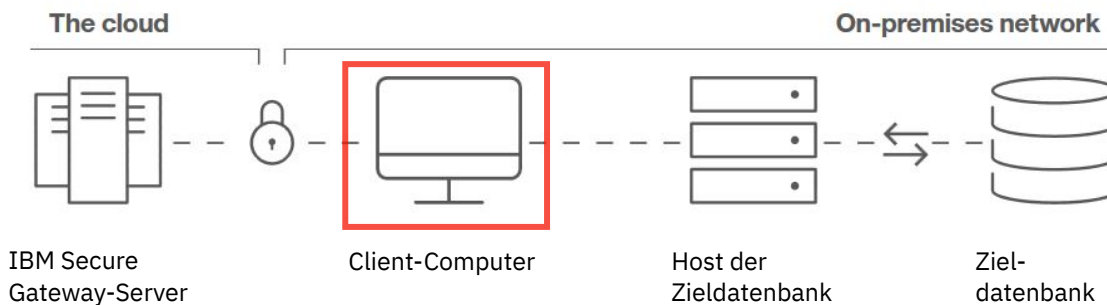 The cloud
On-premises network
IBM Secure
Gateway-Server
Client-Computer
Host der
Zieldatenbank
Ziel-
datenbank